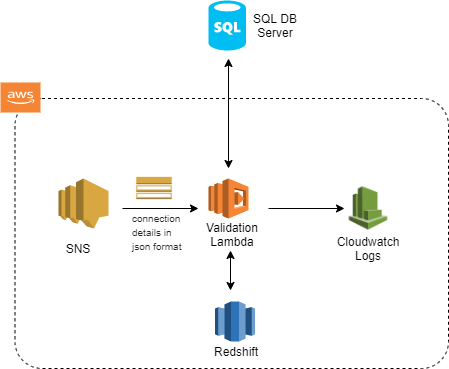 SQL
SQL DB
Server
aws
connection
details in
json format
SNS
Validation
Lambda
Cloudwatch
Logs
Redshift